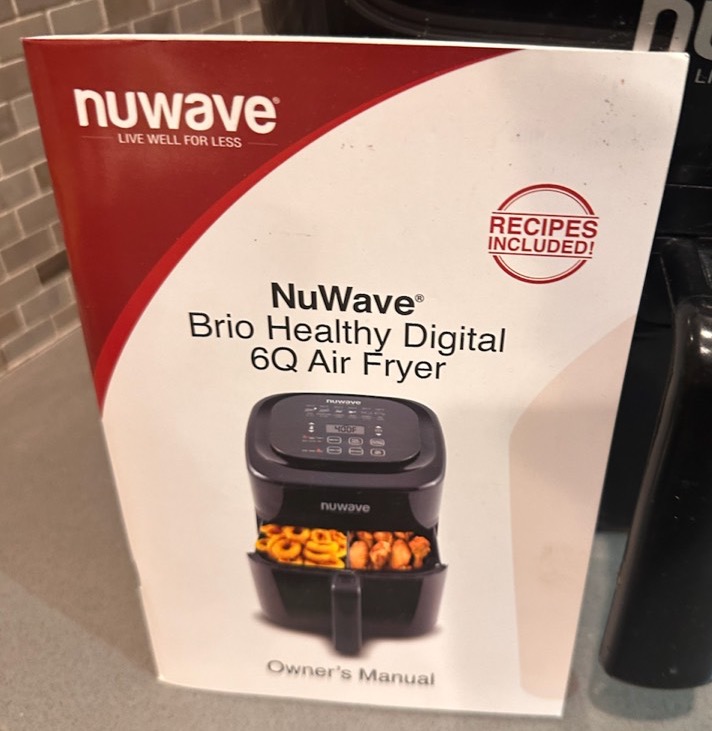 nuwave®
LIVE WELL FOR LESS
RECIPES
INCLUDED!
NuWave®
Brio Healthy Digital
6Q Air Fryer
nuwave
400F
nuwave
Owner's Manual